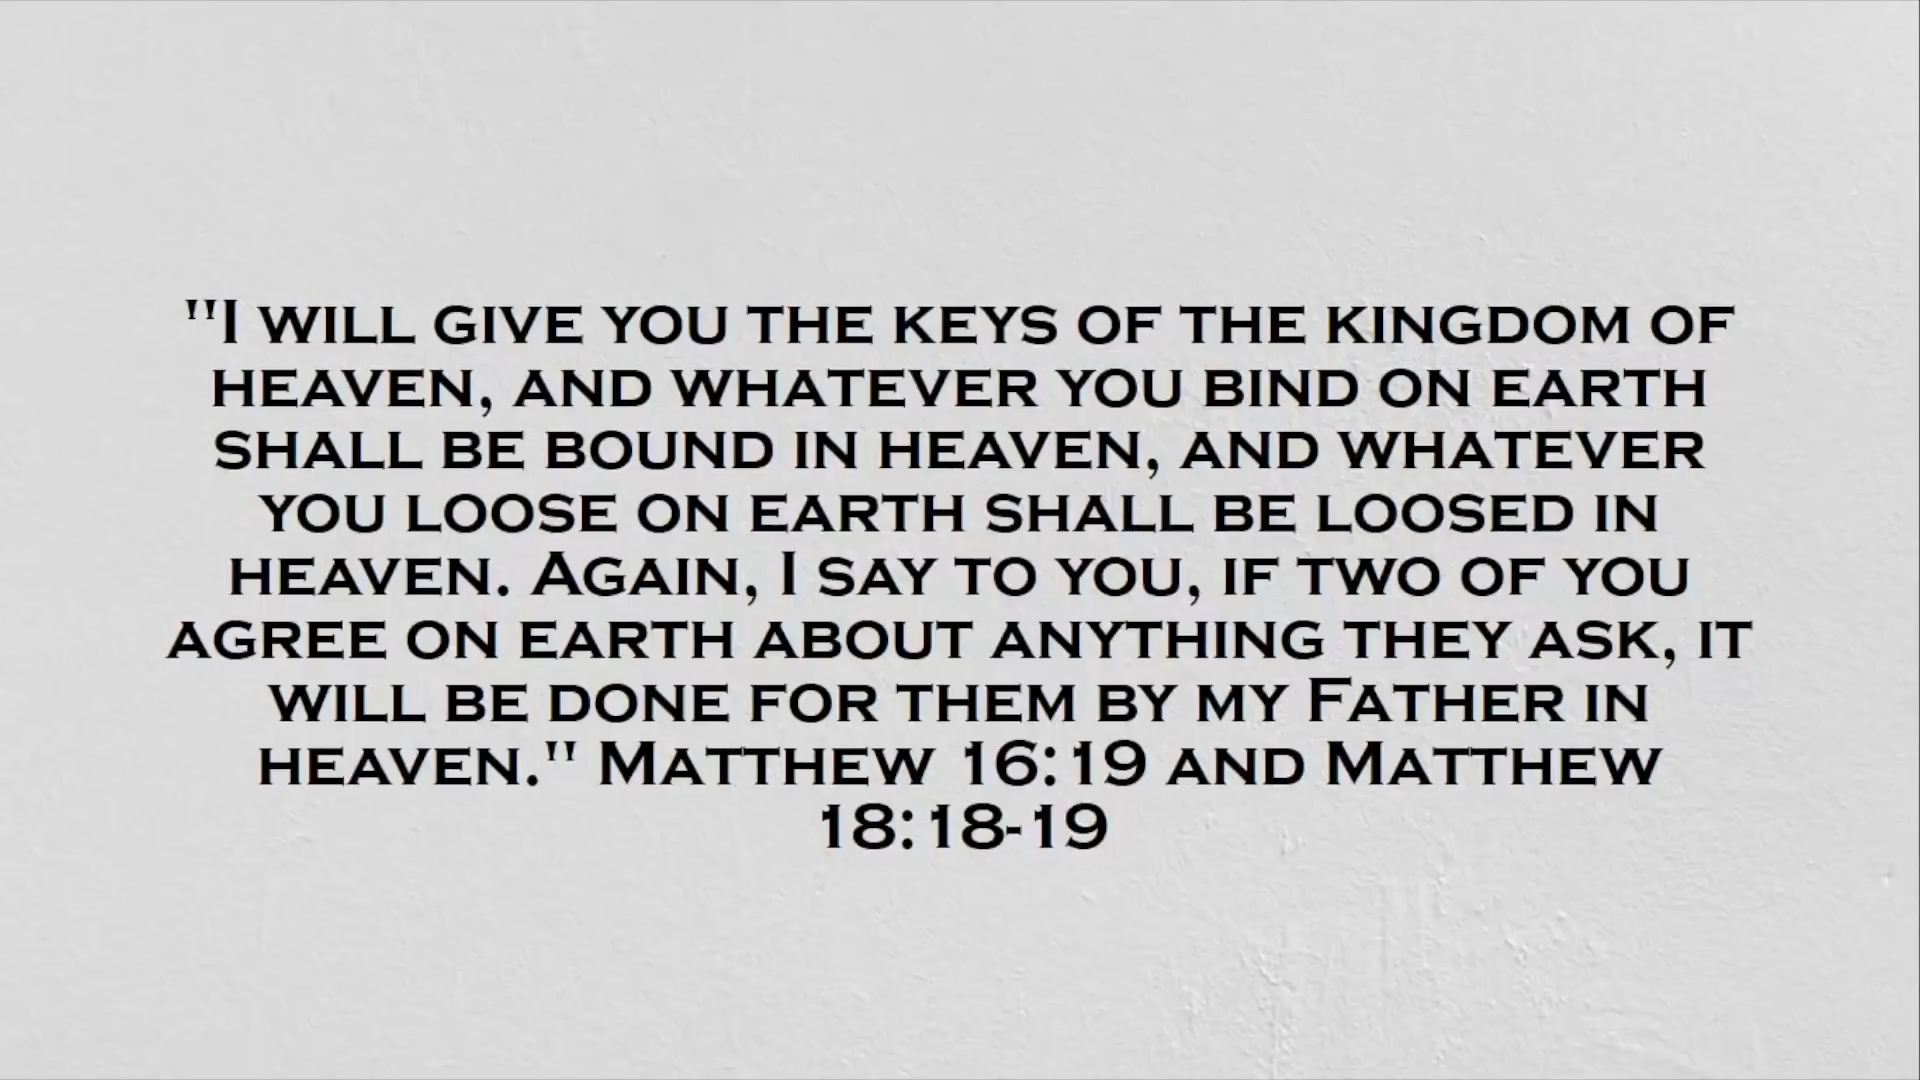 "I will give you the keys of the kingdom of
heaven, and whatever you bind on earth
shall be bound in heaven, and whatever
you loose on earth shall be loosed in
heaven. Again, I say to you, if two of you
agree on earth about anything they ask, it
will be done for them by my Father in
heaven." Matthew 16:19 and Matthew
18:18-19